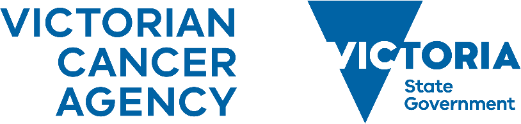 VICTORIAN
CANCER
AGENCY
VICTORIA
State
Government